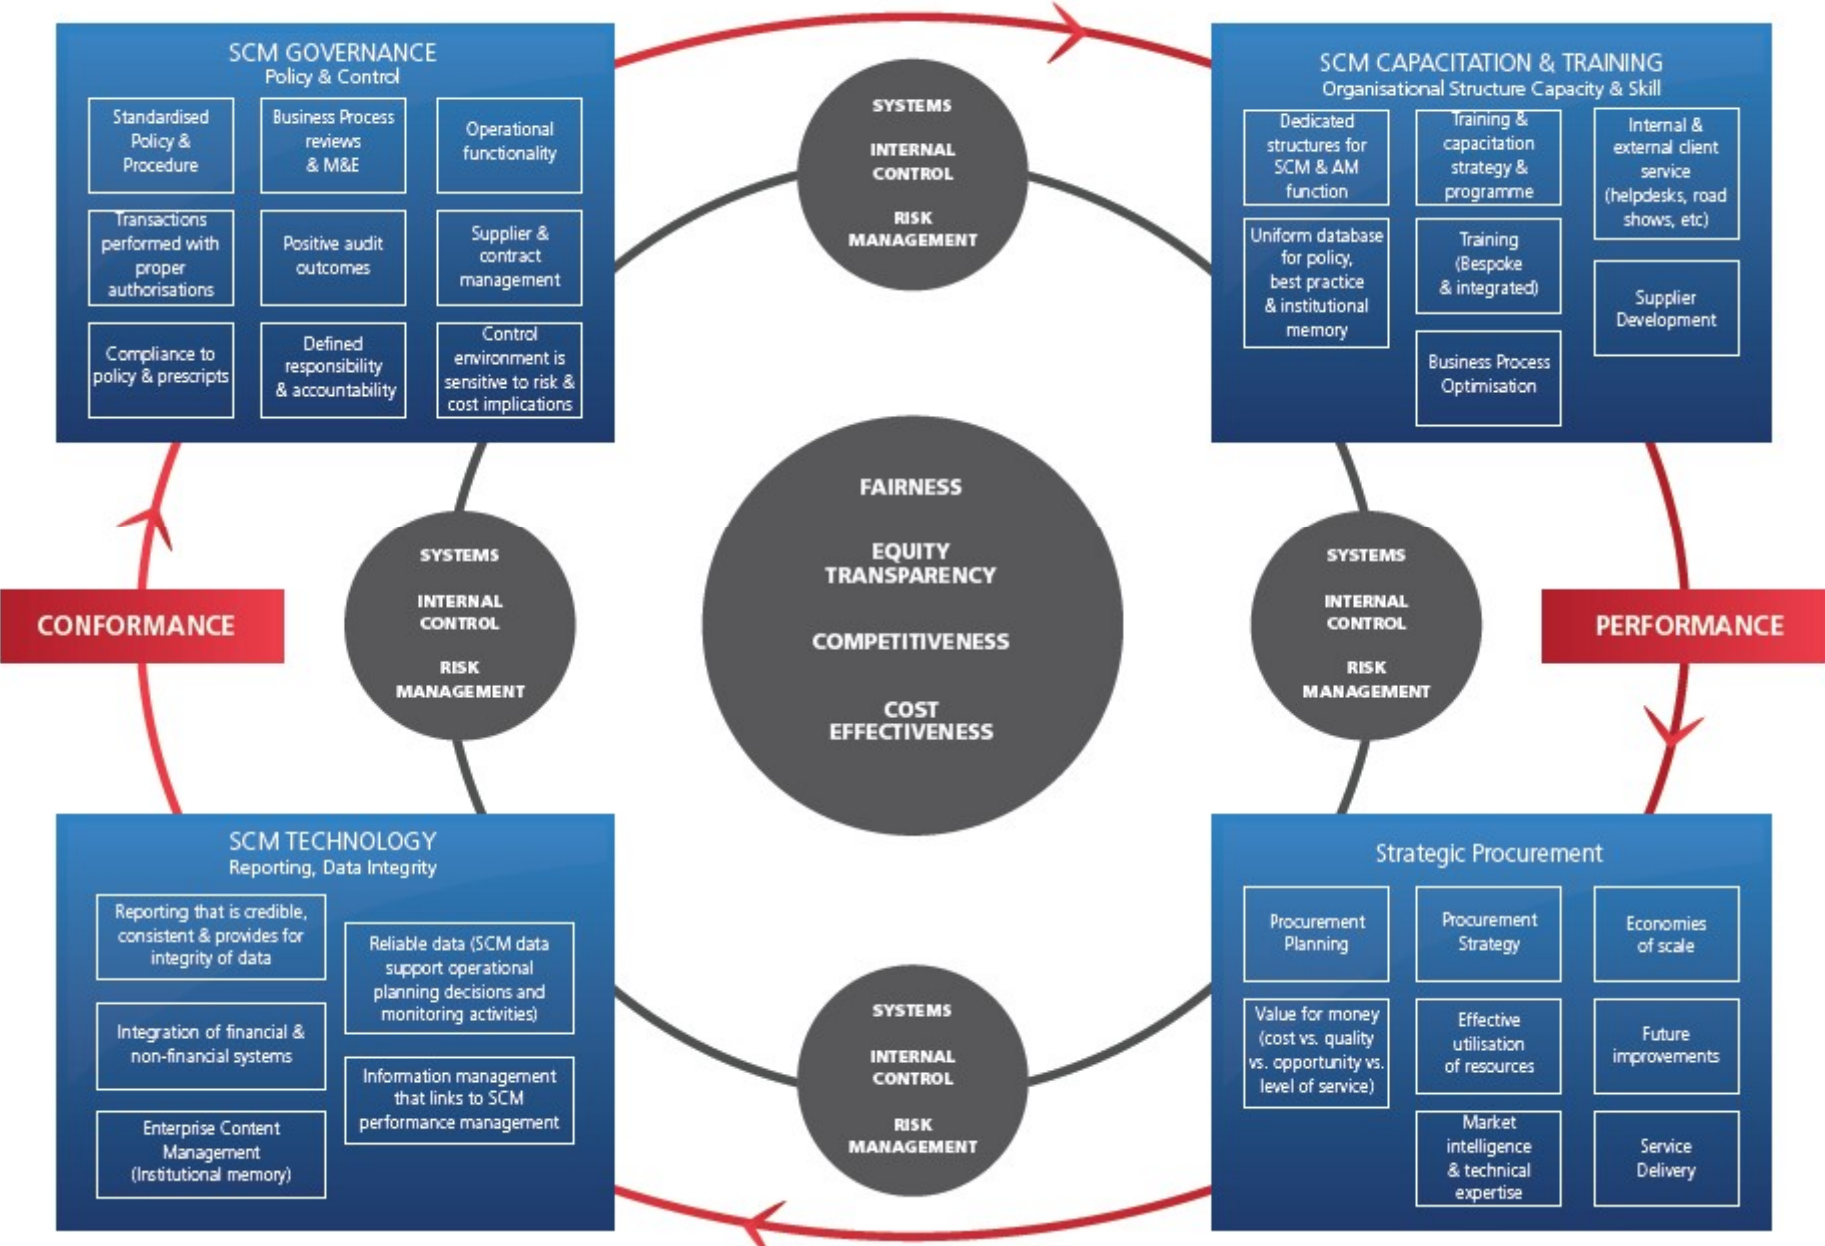 SCM GOVERNANCE
Policy & Control
Standardised
Policy &
Procedure
Business Process
reviews
& M&E
Operational
functionality
Transactions
performed with
proper
authorisations
Positive audit
outcomes
Supplier &
contract
management
Compliance to
policy & prescripts
Defined
responsibility
& accountability
Control
environment is
sensitive to risk &
cost implications
SYSTEMS
INTERNAL
CONTROL
RISK
MANAGEMENT
SCM CAPACITATION & TRAINING
Organisational Structure Capacity & Skill
Dedicated
structures for
SCM & AM
function
Training &
capacitation
strategy &
programme
Internal &
external client
service
(helpdesks, road
shows, etc)
Uniform database
for policy,
best practice
& institutional
memory
Training
(Bespoke
& integrated)
Supplier
Development
Business Process
Optimisation
CONFORMANCE
SYSTEMS
INTERNAL
CONTROL
RISK
MANAGEMENT
FAIRNESS
EQUITY
TRANSPARENCY
COMPETITIVENESS
COST
EFFECTIVENESS
SYSTEMS
INTERNAL
CONTROL
RISK
MANAGEMENT
PERFORMANCE
SCM TECHNOLOGY
Reporting, Data Integrity
Reporting that is credible,
consistent & provides for
integrity of data
Reliable data (SCM data
support operational
planning decisions and
monitoring activities)
Integration of financial &
non-financial systems
Information management
that links to SCM
performance management
Enterprise Content
Management
(Institutional memory)
SYSTEMS
INTERNAL
CONTROL
RISK
MANAGEMENT
Strategic Procurement
Procurement
Planning
Procurement
Strategy
Economies
of scale
Value for money
(cost vs. quality
vs. opportunity vs.
level of service)
Effective
utilisation
of resources
Future
improvements
Market
intelligence
& technical
expertise
Service
Delivery